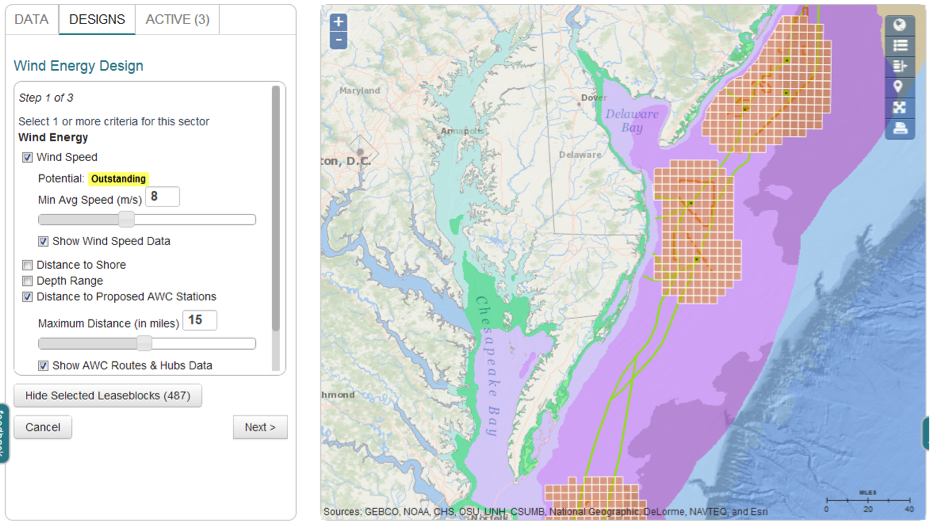 DATA
DESIGNS
ACTIVE (3)
Wind Energy Design
Step 1 of 3
Select 1 or more criteria for this sector
Wind Energy
Wind Speed
Potential: Outstanding
Min Avg Speed (m/s) 8
Show Wind Speed Data
Distance to Shore
Depth Range
Distance to Proposed AWC Stations
Maximum Distance (in miles) 15
Show AWC Routes & Hubs Data
Hide Selected Leaseblocks (487)
Cancel
Next >
feedback
+
-
Maryland
Dover
Delaware
Bay
Annapolis
ton, D.C.
Delaware
Chesapeake Bay
hmond
Norfolk
MILES
0 20 40
Sources: GEBCO, NOAA, CHS, OSU, UNH, CSUMB, National Geographic, DeLorme, NAVTEQ, and Esri